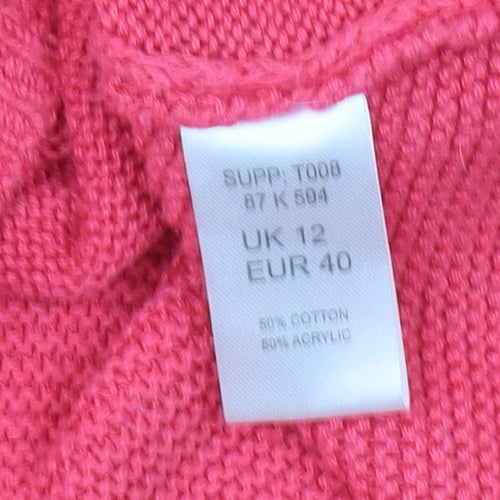 SUPP: T008
87 K 594
UK 12
EUR 40
50% COTTON
50% ACRYLIC